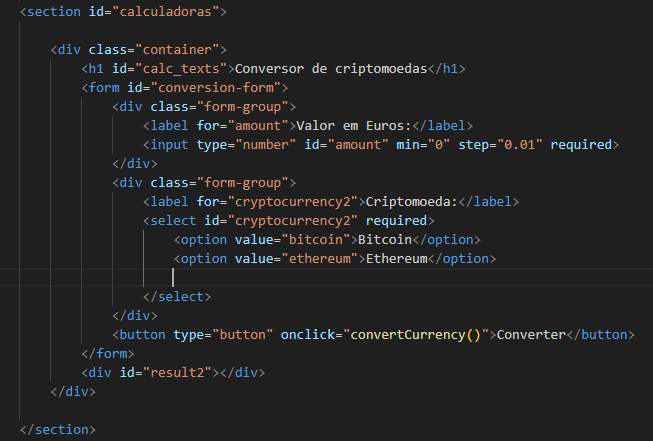 <section id="calculadoras">
<div class="container">
<h1 id="calc_texts">Conversor de criptomoedas</h1>
<form id="conversion-form">
<div class="form-group">
<label for="amount">Valor em Euros:</label>
<input type="number" id="amount" min="0" step="0.01" required>
</div>
<div class="form-group">
<label for="cryptocurrency2">Criptomoeda:</label>
<select id="cryptocurrency2" required>
<option value="bitcoin">Bitcoin</option>
<option value="ethereum">Ethereum</option>
</select>
</div>
<button type="button" onclick="convertCurrency()">Converter</button>
</form>
<div id="result2"></div>
</div>
</section>